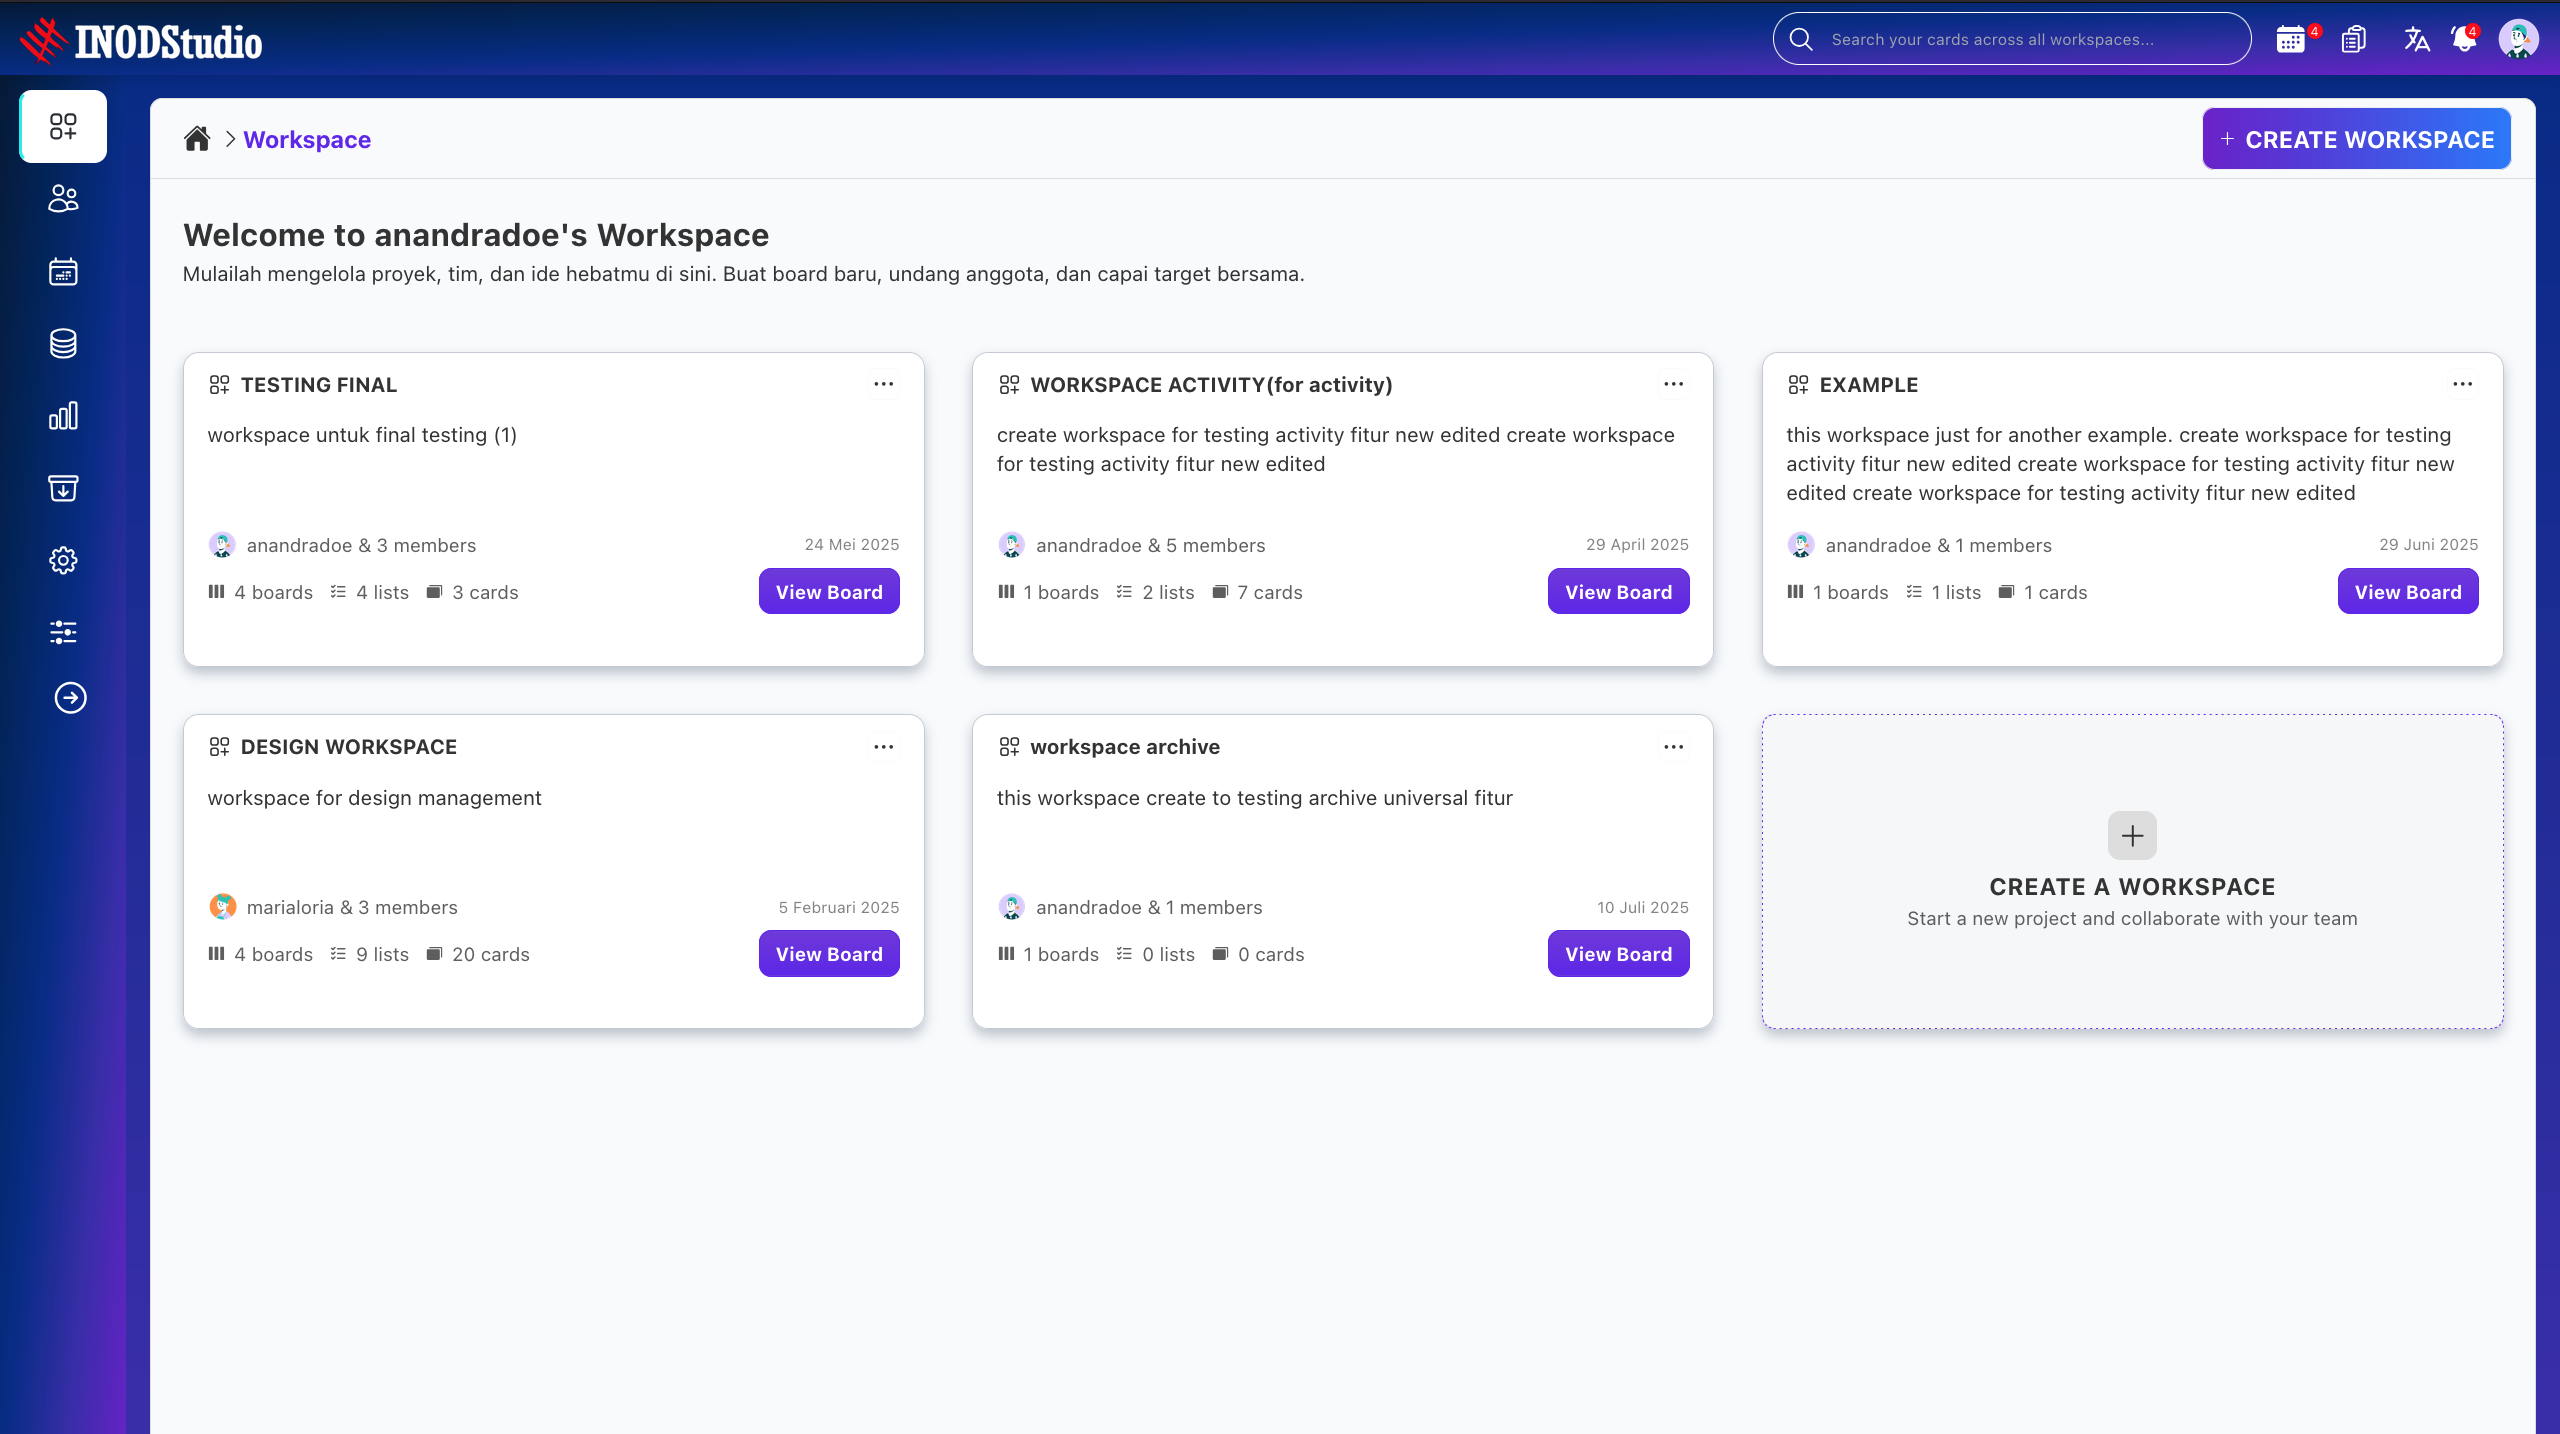 INODStudio
Search your cards across all workspaces...
4
4
Workspace
+ CREATE WORKSPACE
Welcome to anandradoe's Workspace
Mulailah mengelola proyek, tim, dan ide hebatmu di sini. Buat board baru, undang anggota, dan capai target bersama.
TESTING FINAL
workspace untuk final testing (1)
anandradoe & 3 members
24 Mei 2025
4 boards
4 lists
3 cards
View Board
WORKSPACE ACTIVITY(for activity)
create workspace for testing activity fitur new edited create workspace
for testing activity fitur new edited
anandradoe & 5 members
29 April 2025
1 boards
2 lists
7 cards
View Board
EXAMPLE
this workspace just for another example. create workspace for testing
activity fitur new edited create workspace for testing activity fitur new
edited create workspace for testing activity fitur new edited
anandradoe & 1 members
29 Juni 2025
1 boards
1 lists
1 cards
View Board
DESIGN WORKSPACE
workspace for design management
marialoria & 3 members
5 Februari 2025
4 boards
9 lists
20 cards
View Board
workspace archive
this workspace create to testing archive universal fitur
anandradoe & 1 members
10 Juli 2025
1 boards
0 lists
0 cards
View Board
CREATE A WORKSPACE
Start a new project and collaborate with your team